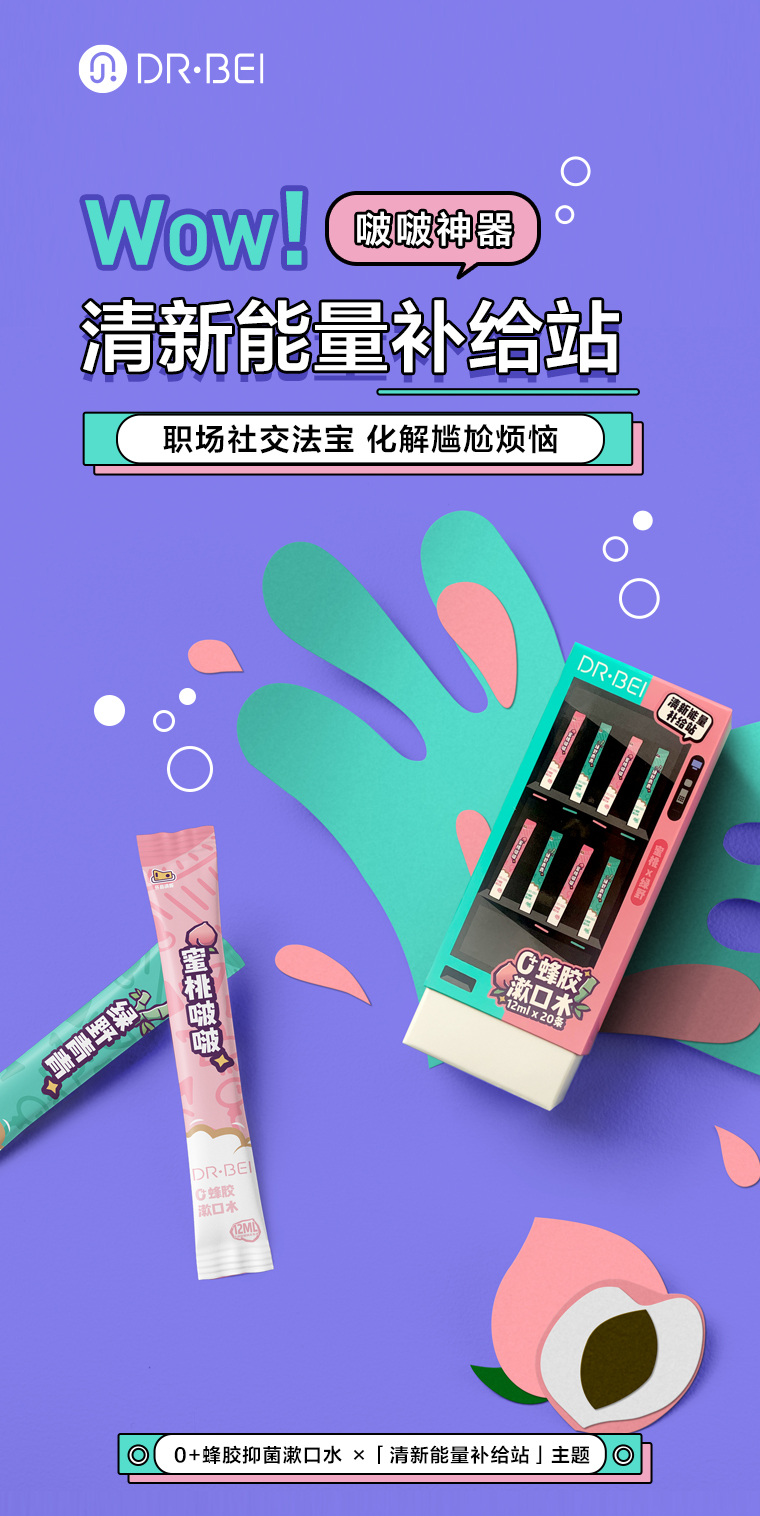 DR·BEI
Wow!
啵啵神器
清新能量补给站
职场社交法宝 化解尴尬烦恼
DR·BEI
清新能量
补给站
蜜桃×绿野
0+蜂胶
漱口水
12ml x 20条
蜜桃啵啵
绿野青青
DR·BEI
0+蜂胶
漱口水
12ML
0+蜂胶抑菌漱口水 ×「清新能量补给站」主题